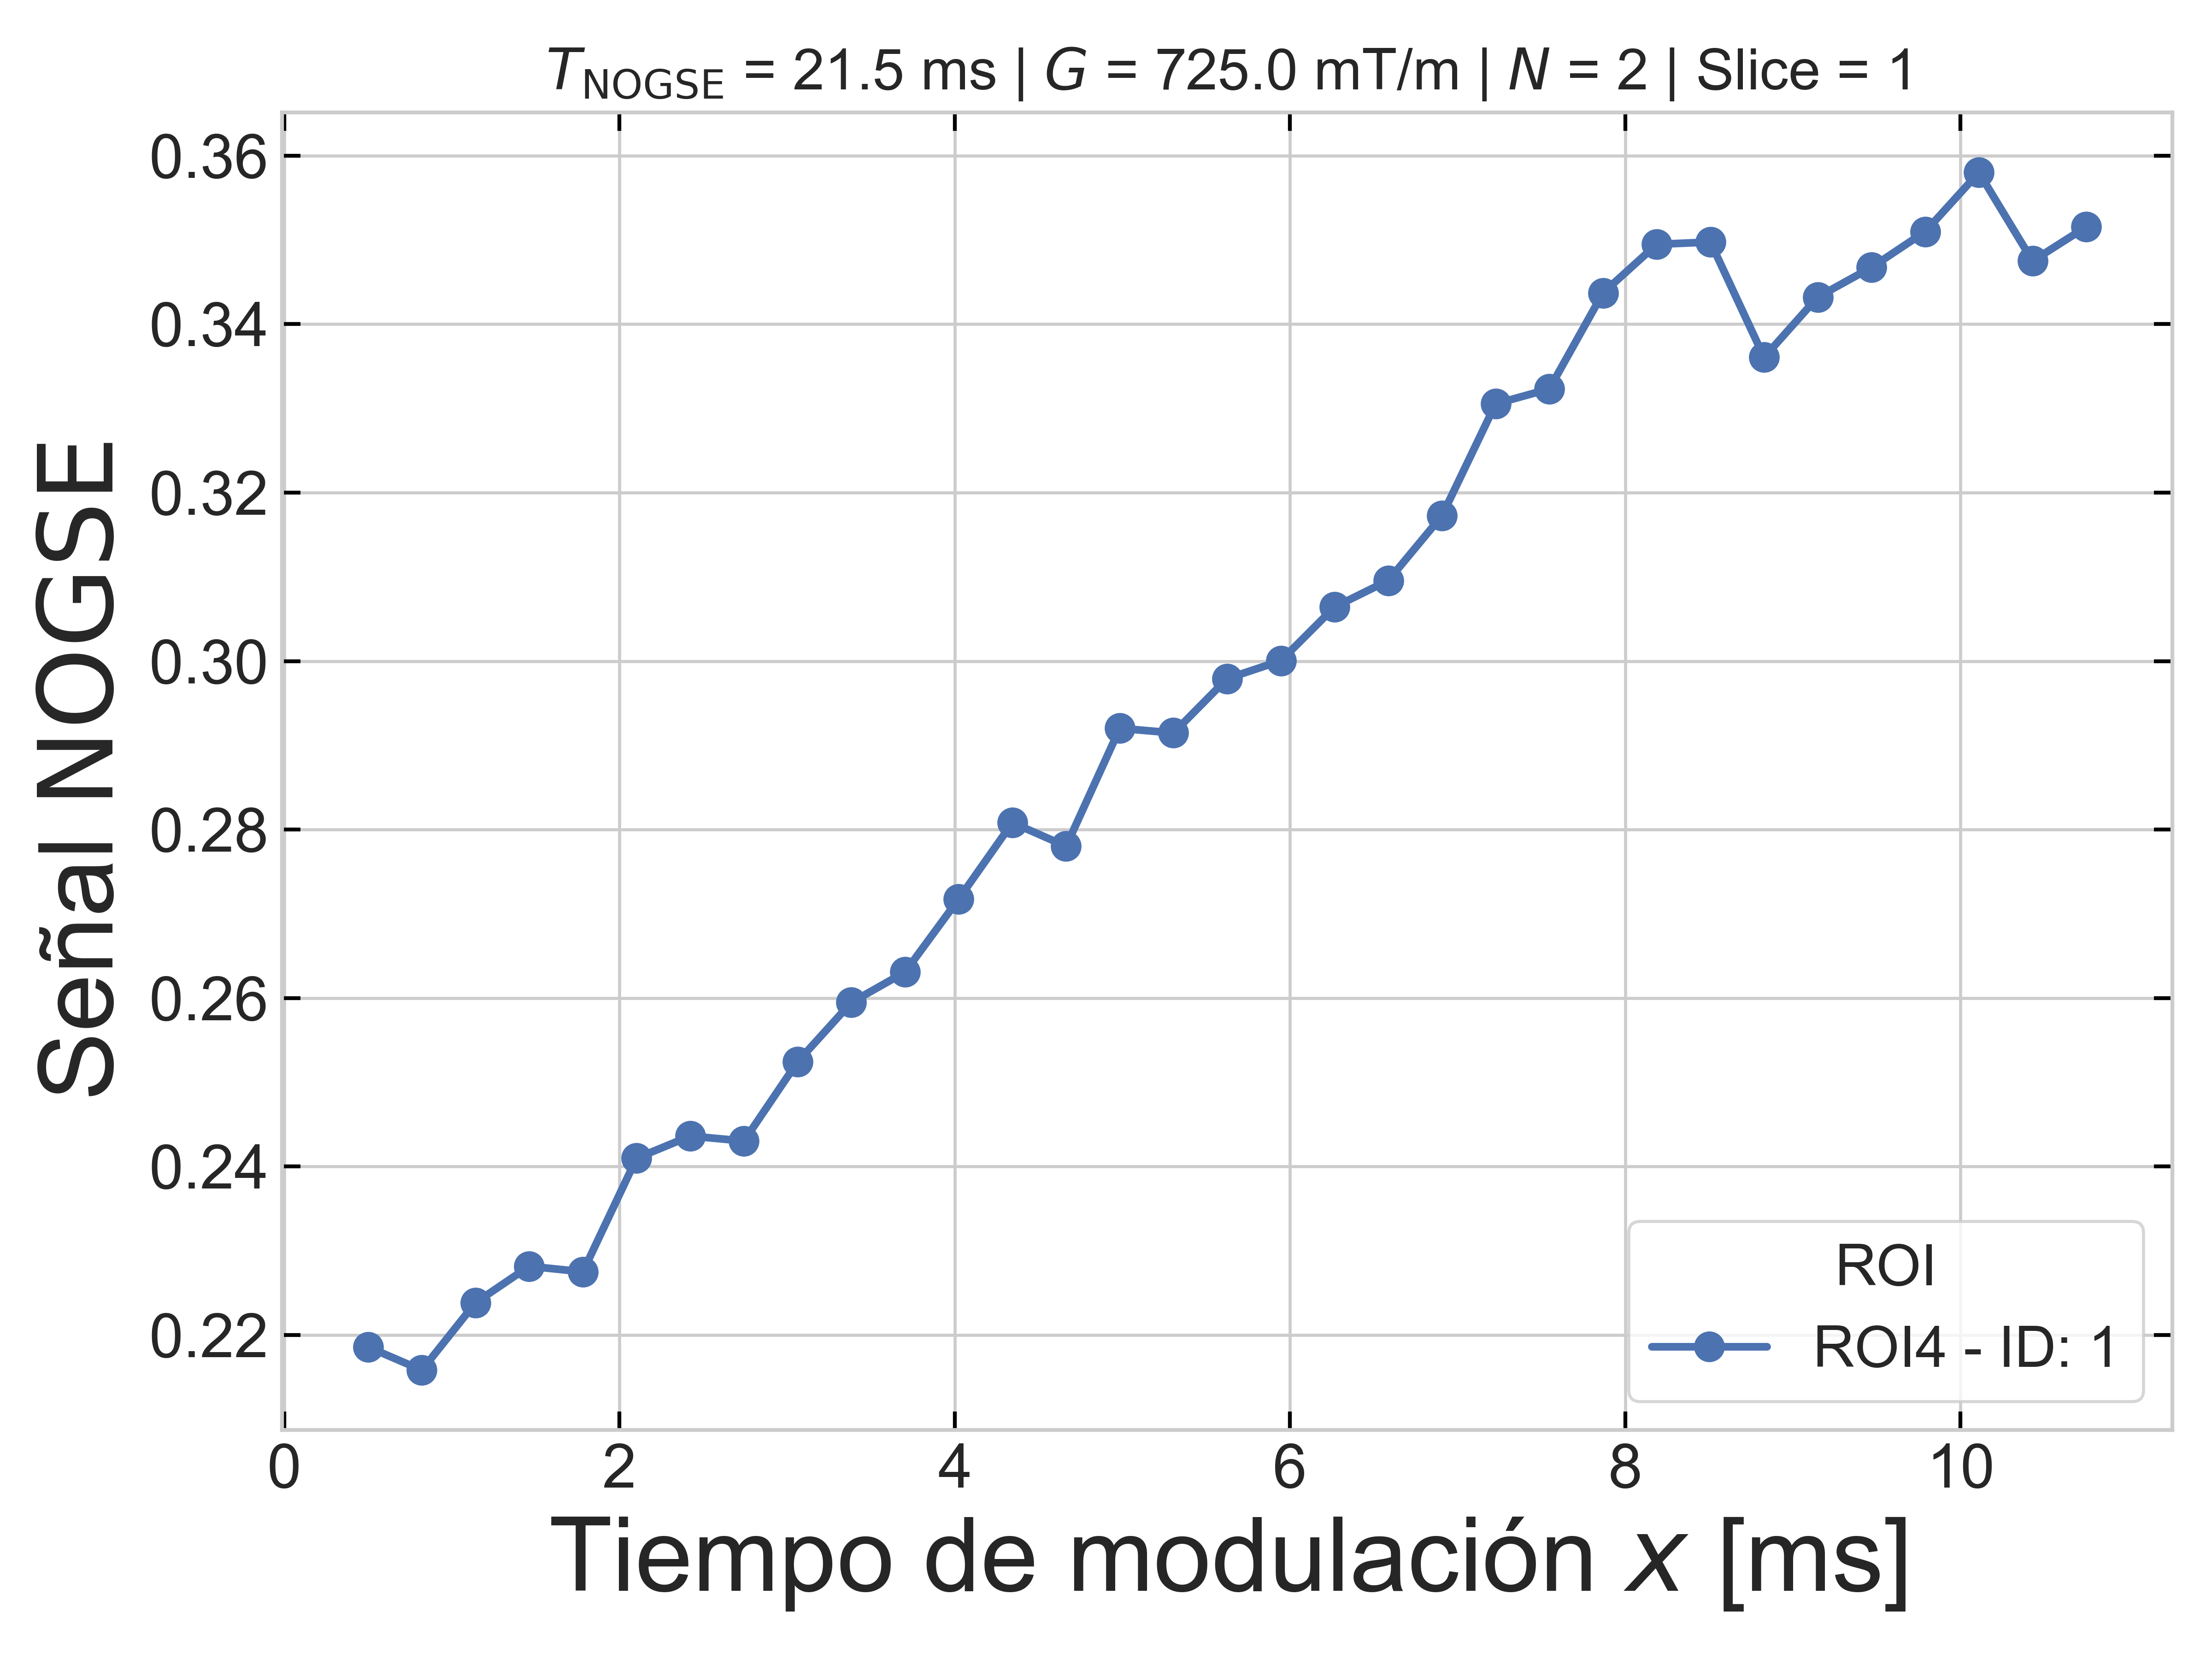 T_NOGSE = 21.5 ms | G = 725.0 mT/m | N = 2 | Slice = 1
Señal NOGSE
0.36
0.34
0.32
0.30
0.28
0.26
0.24
0.22
ROI
ROI4 - ID: 1
0 2 4 6 8 10
Tiempo de modulación x [ms]